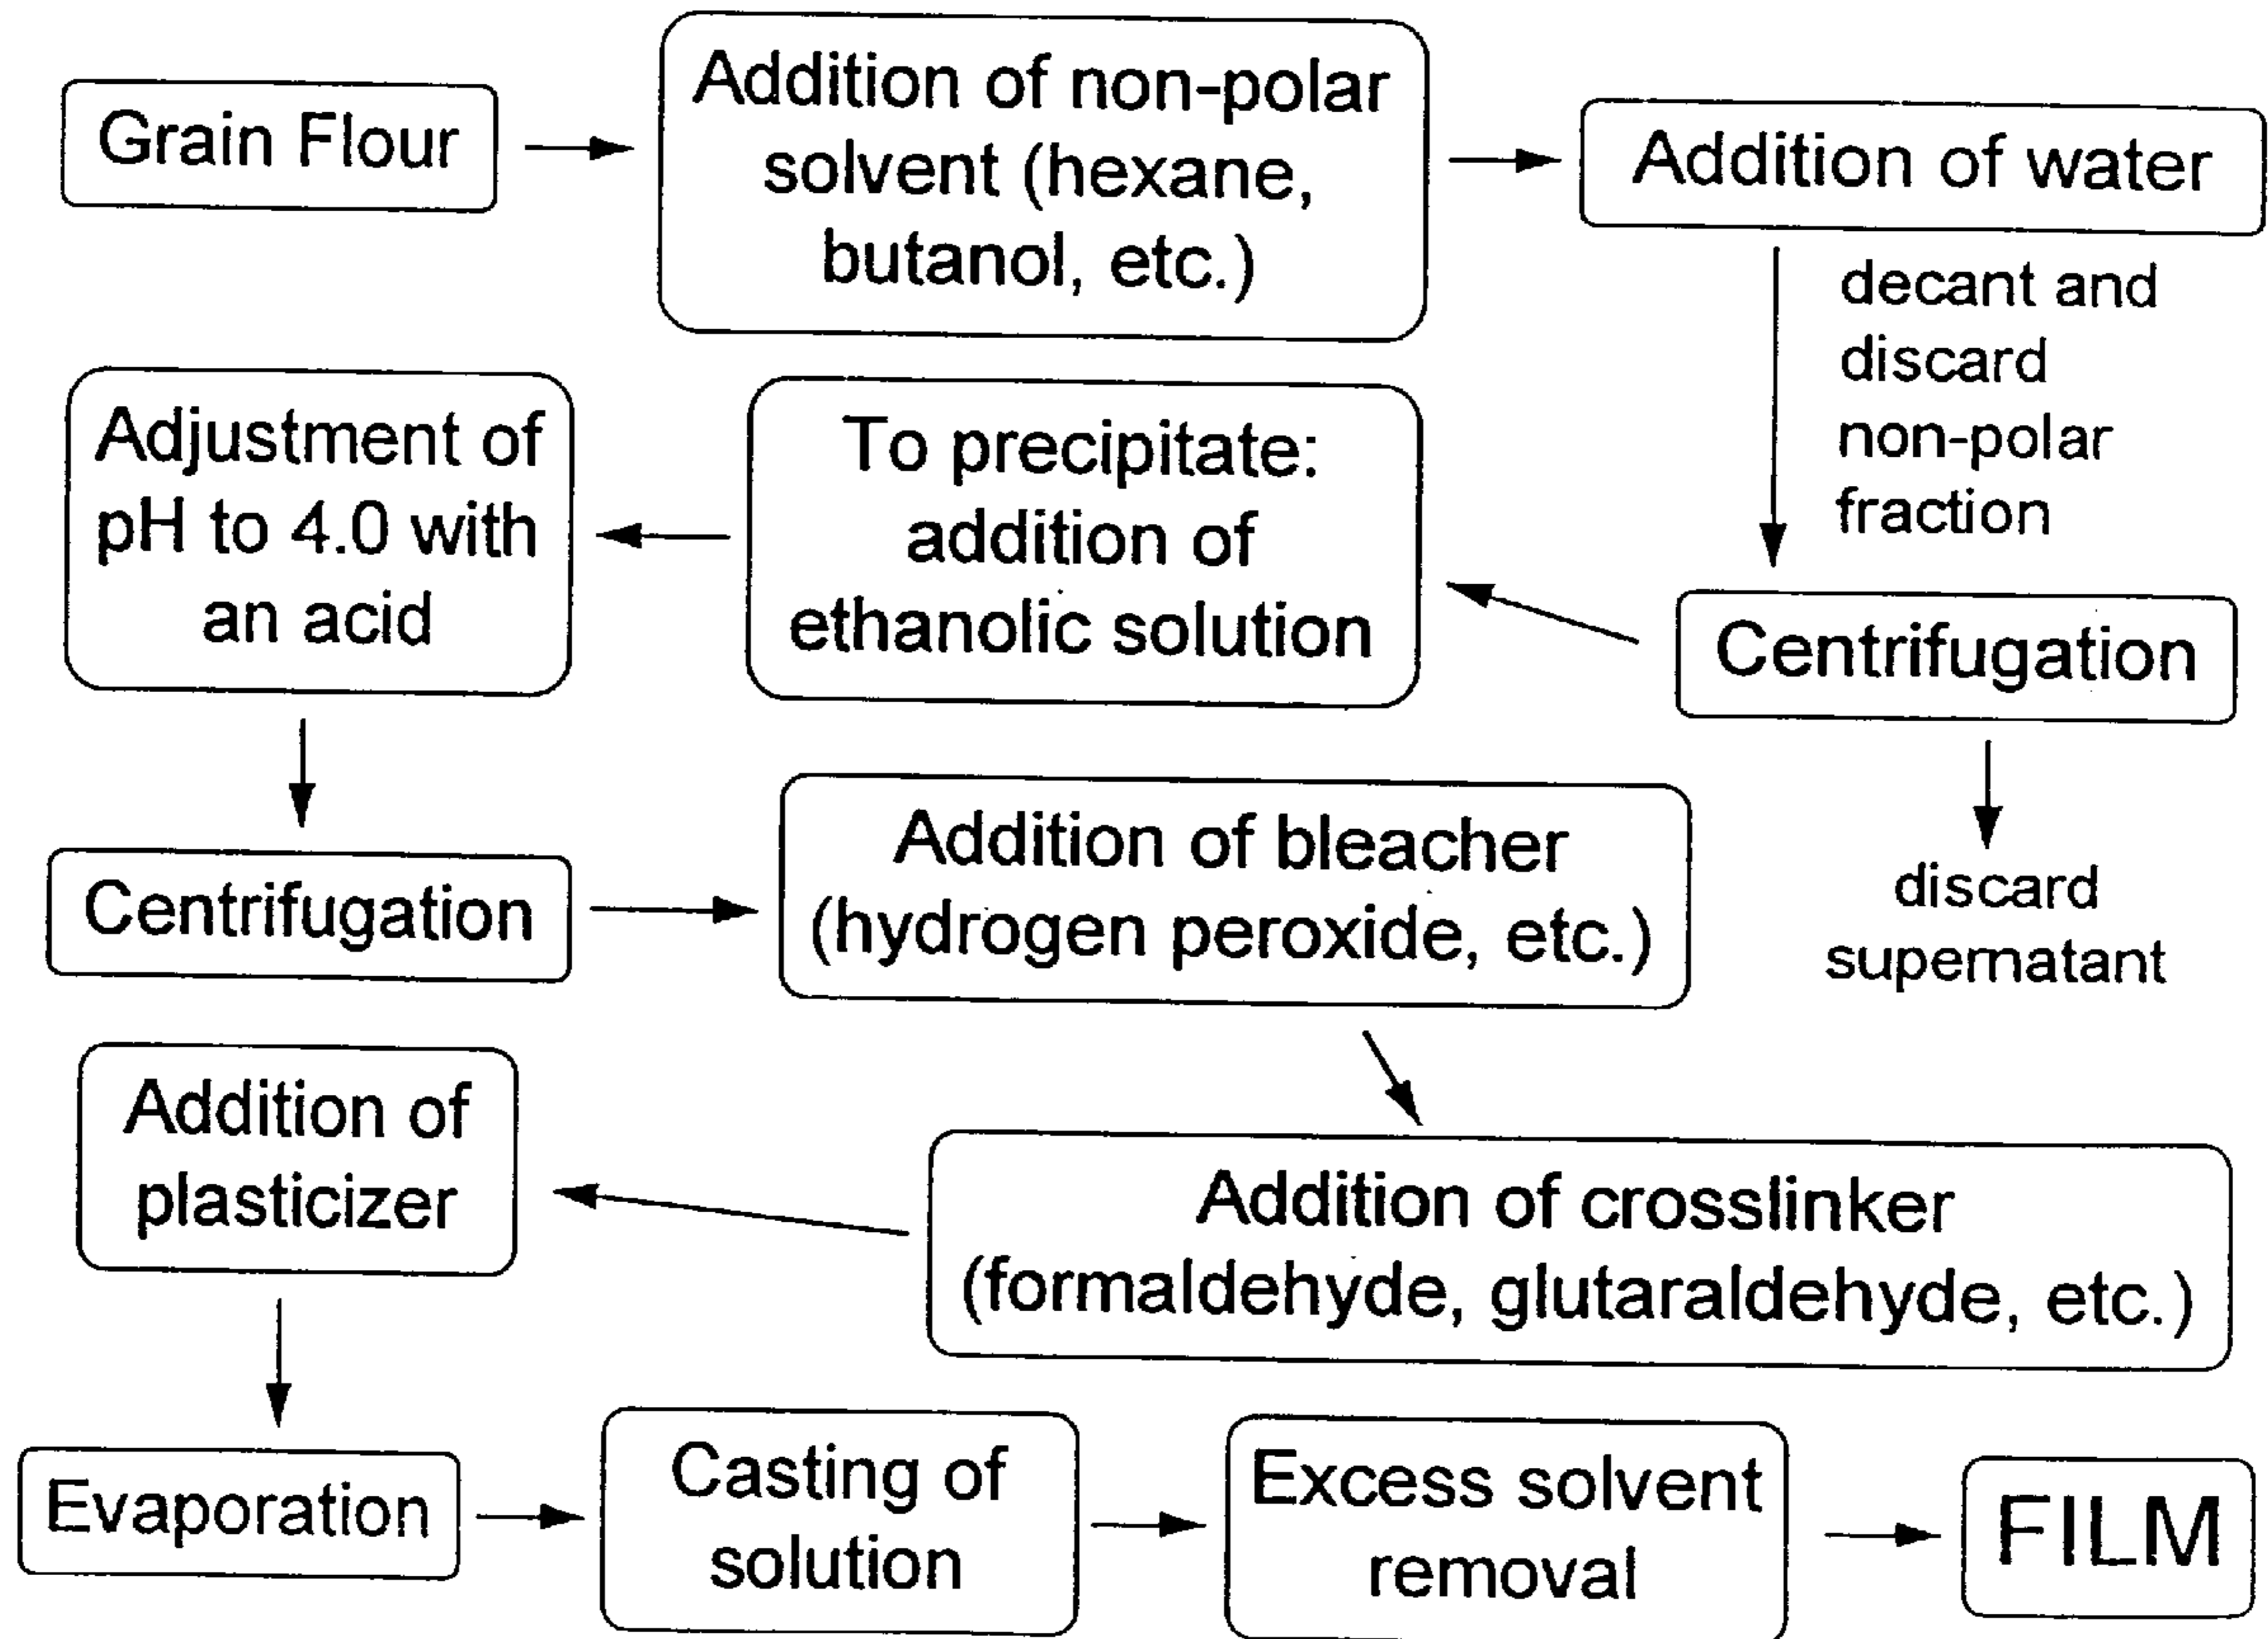 Grain Flour
Addition of non-polar
solvent (hexane,
butanol, etc.)
Addition of water
decant and
discard
non-polar
fraction
Centrifugation
discard
supernatant
To precipitate:
addition of
ethanolic solution
Adjustment of
pH to 4.0 with
an acid
Centrifugation
Addition of bleacher
(hydrogen peroxide, etc.)
Addition of crosslinker
(formaldehyde, glutaraldehyde, etc.)
Addition of
plasticizer
Evaporation
Casting of
solution
Excess solvent
removal
FILM